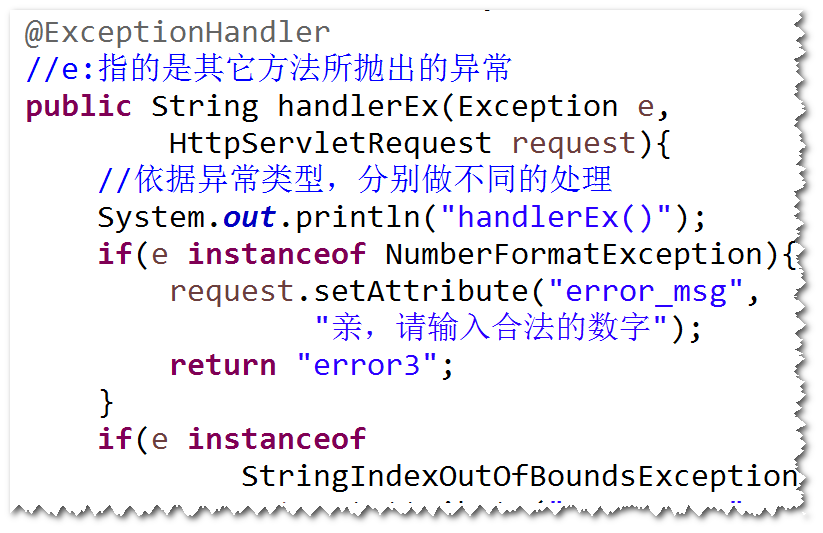 @ExceptionHandler
//e:指的是其它方法所抛出的异常
public String handlerEx(Exception e,
HttpServletRequest request){
//依据异常类型，分别做不同的处理
System.out.println("handlerEx()");
if(e instanceof NumberFormatException){
request.setAttribute("error_msg",
"亲，请输入合法的数字");
return "error3";
}
if(e instanceof
StringIndexOutOfBoundsException